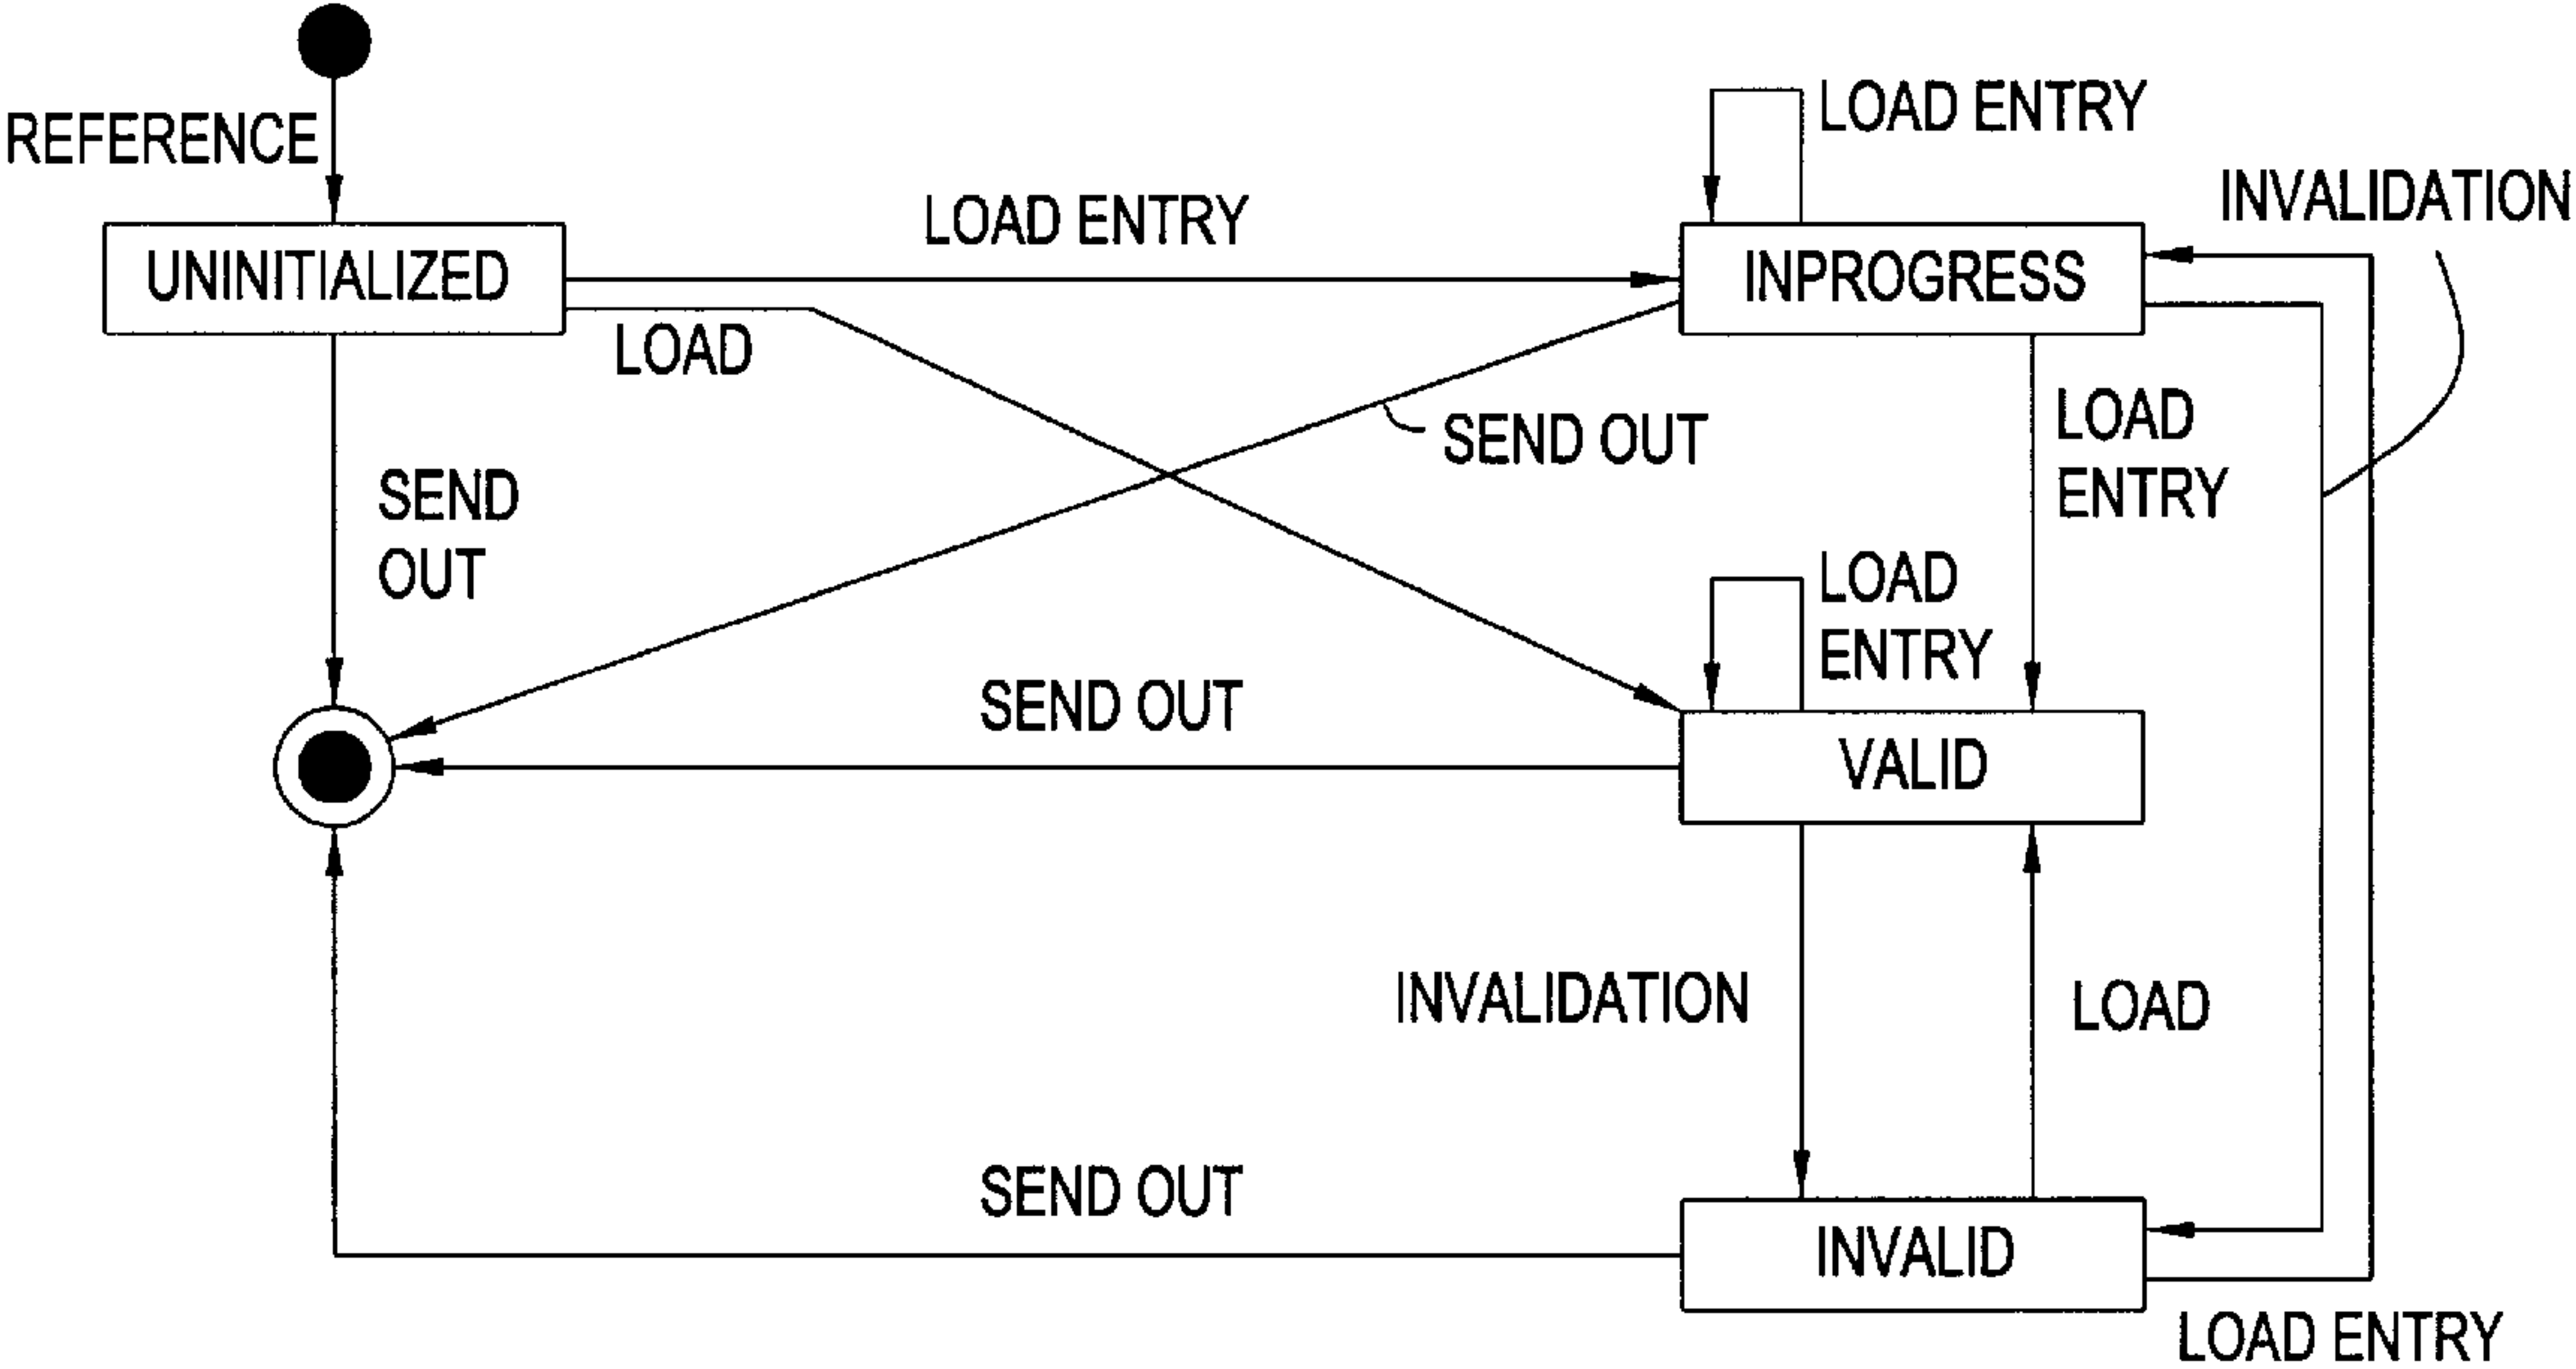 LOAD ENTRY
REFERENCE
INVALIDATION
LOAD ENTRY
UNINITIALIZED
INPROGRESS
LOAD
LOAD
ENTRY
SEND OUT
SEND
OUT
LOAD
ENTRY
SEND OUT
VALID
INVALIDATION
LOAD
SEND OUT
INVALID
LOAD ENTRY